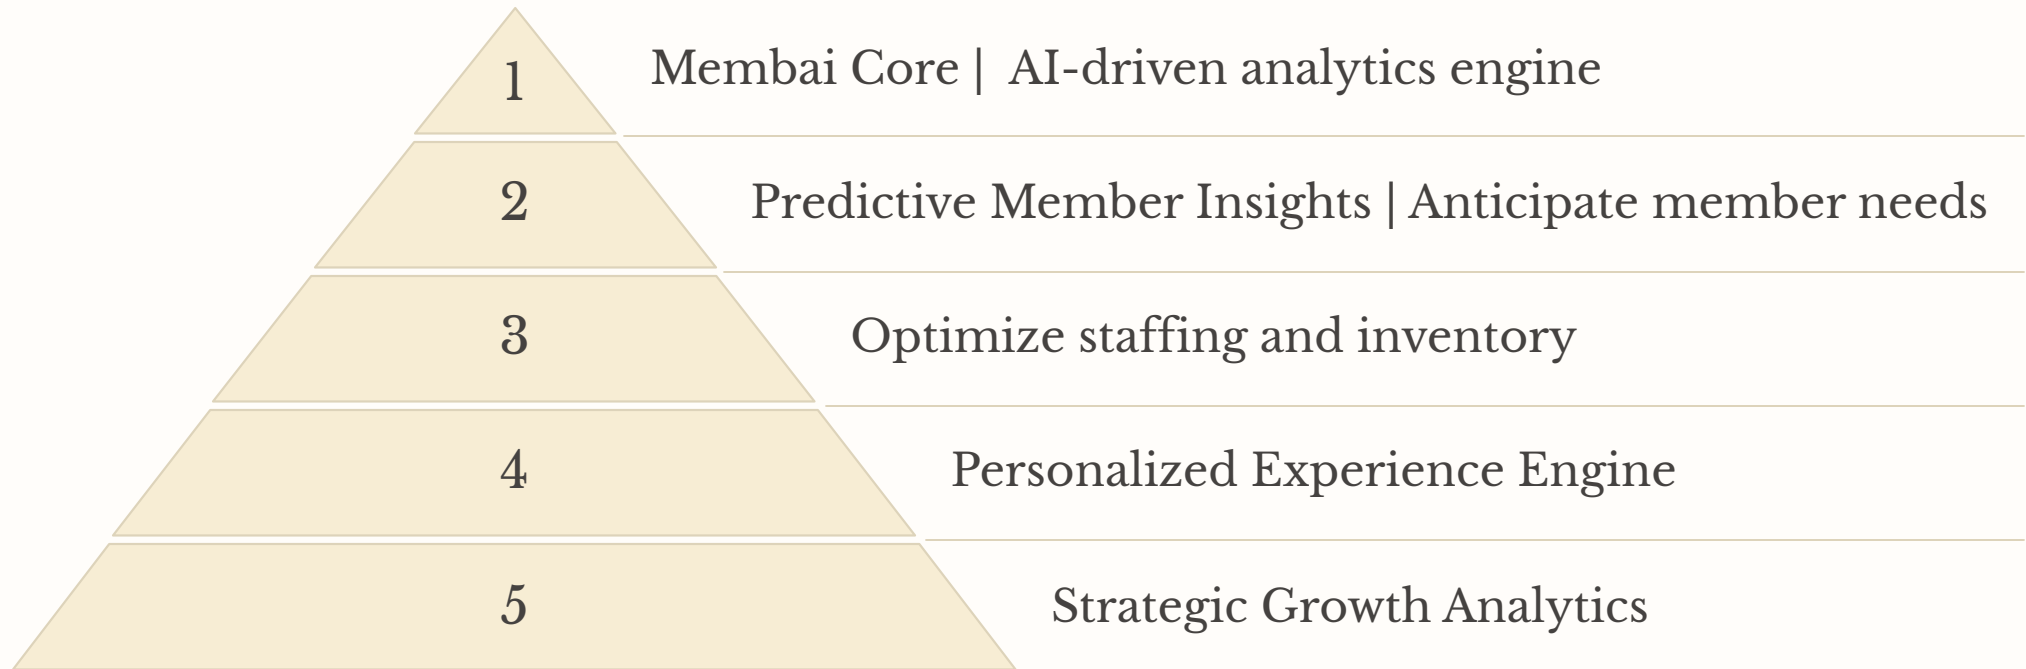 1
Membai Core | AI-driven analytics engine
2
Predictive Member Insights | Anticipate member needs
3
Optimize staffing and inventory
4
Personalized Experience Engine
5
Strategic Growth Analytics